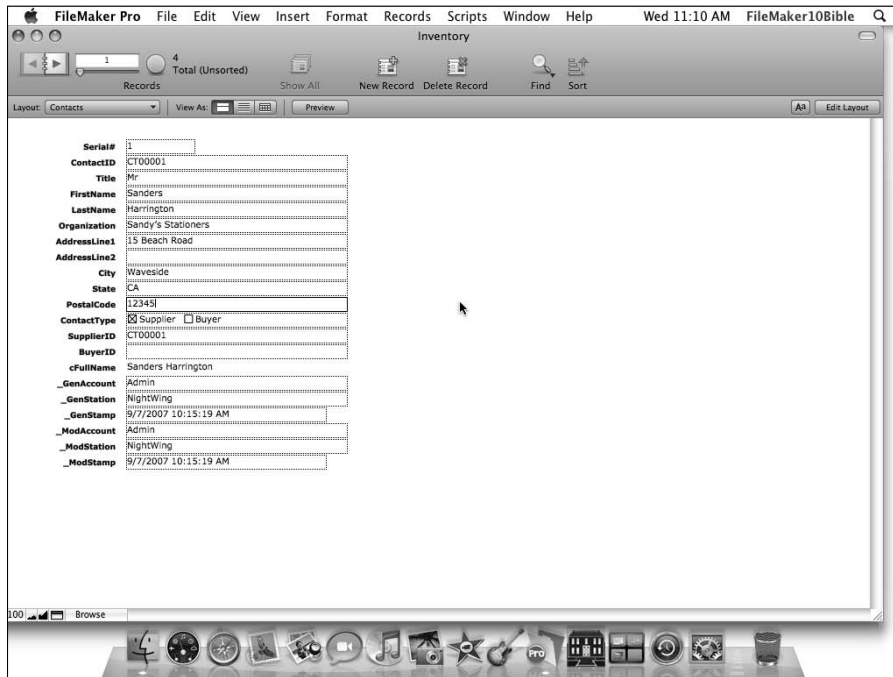 FileMaker Pro File Edit View Insert Format Records Scripts Window Help Wed 11:10 AM FileMaker10Bible
Inventory
1
4
Total (Unsorted)
Records Show All New Record Delete Record Find Sort
Layout: Contacts View As: Preview Aa Edit Layout
Serial# 1
ContactID CT00001
Title Mr
FirstName Sanders
LastName Harrington
Organization Sandy's Stationers
AddressLine1 15 Beach Road
AddressLine2
City Waveside
State CA
PostalCode 12345
ContactType Supplier Buyer
SupplierID CT00001
BuyerID
cFullName Sanders Harrington
_GenAccount Admin
_GenStation NightWing
_GenStamp 9/7/2007 10:15:19 AM
_ModAccount Admin
_ModStation NightWing
_ModStamp 9/7/2007 10:15:19 AM
100 Browse
Pro